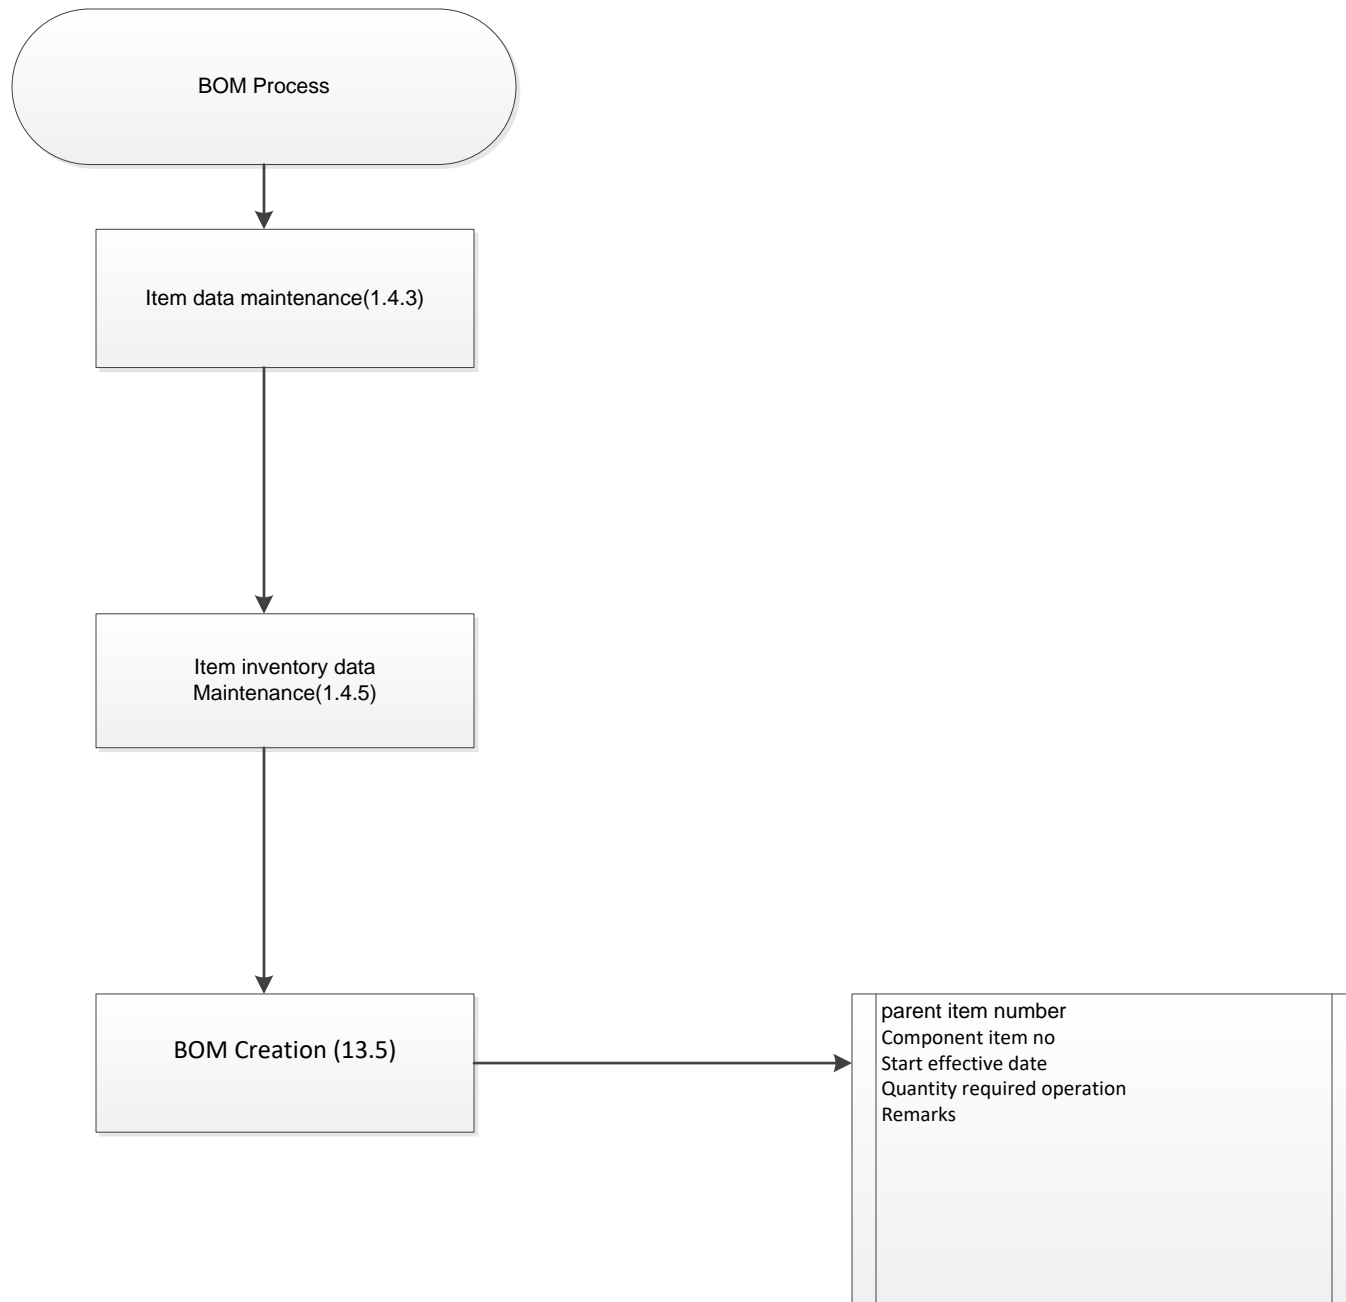 BOM Process
Item data maintenance(1.4.3)
Item inventory data
Maintenance(1.4.5)
BOM Creation (13.5)
parent item number
Component item no
Start effective date
Quantity required operation
Remarks